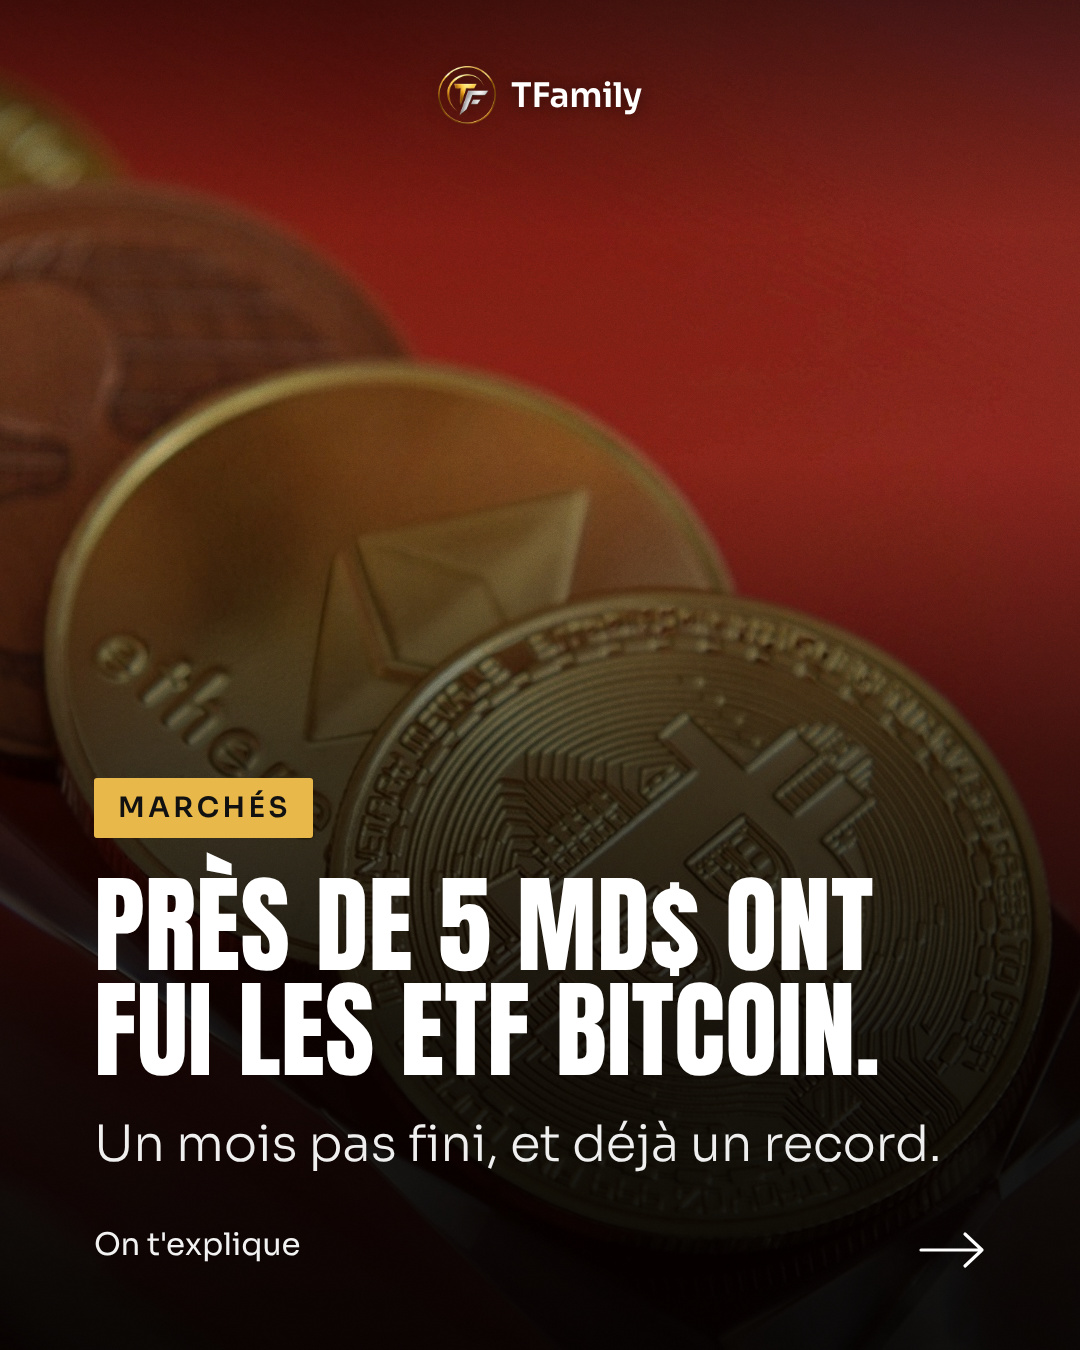 TF TFamily
MARCHÉS
PRÈS DE 5 MD$ ONT
FUI LES ETF BITCOIN.
Un mois pas fini, et déjà un record.
On t'explique